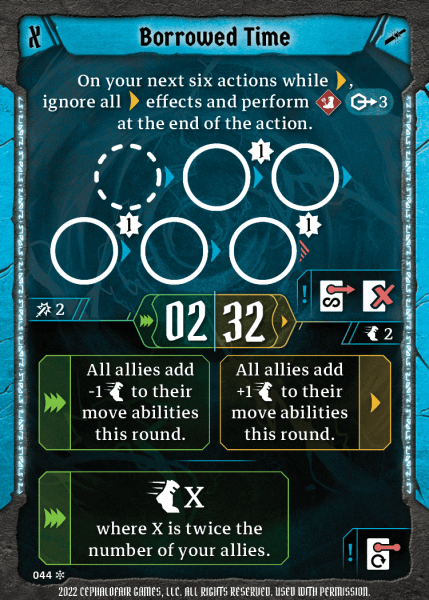 X
Borrowed Time
On your next six actions while ,
ignore all effects and perform 3
at the end of the action.
1
1 1
S
2 02 32 2
All allies add
-1 to their
move abilities
this round.
All allies add
+1 to their
move abilities
this round.
X
where X is twice the
number of your allies.
044
2022 CEPHALOFAIR GAMES, LLC. ALL RIGHTS RESERVED. USED WITH PERMISSION.